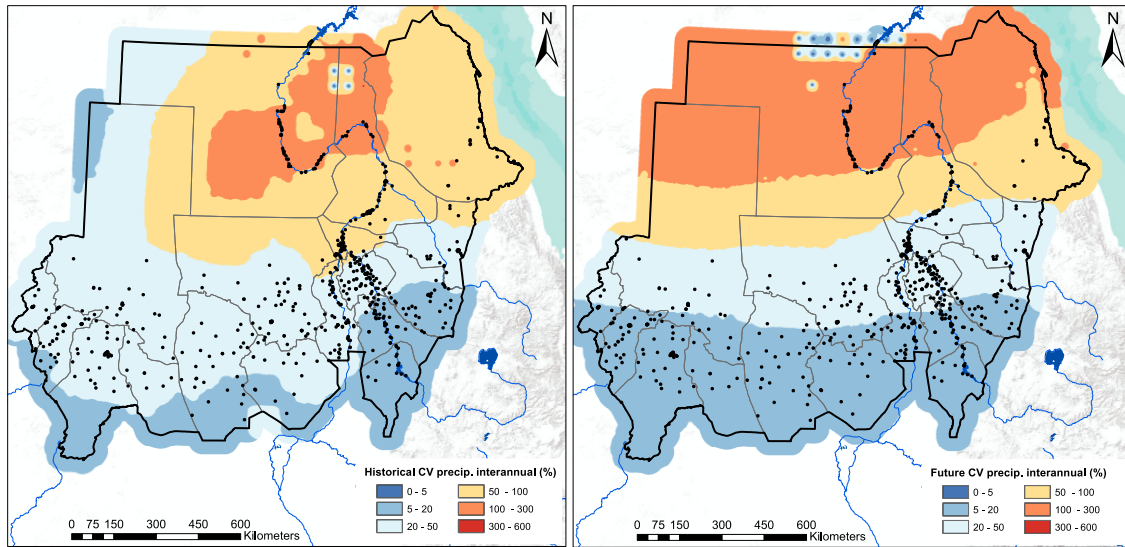 N
Historical CV precip. interannual (%)
0 - 5
50 - 100
5 - 20
100 - 300
20 - 50
300 - 600
0 75 150 300 450 600
Kilometers
N
Future CV precip. interannual (%)
0 - 5
50 - 100
5 - 20
100 - 300
20 - 50
300 - 600
0 75 150 300 450 600
Kilometers